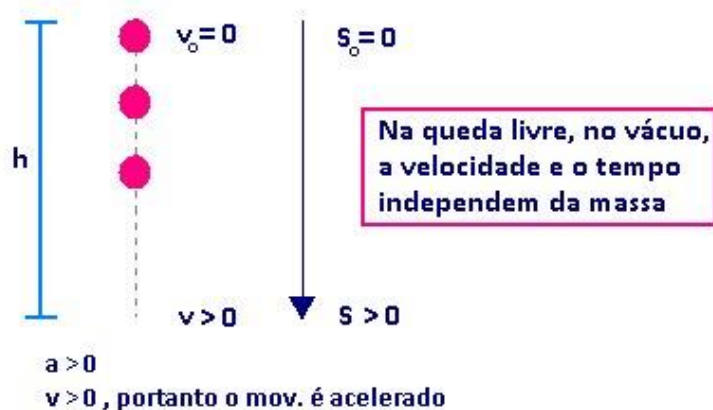 v₀=0
S₀=0
Na queda livre, no vácuo,
a velocidade e o tempo
independem da massa
h
v>0
S>0
a>0
v>0, portanto o mov. é acelerado